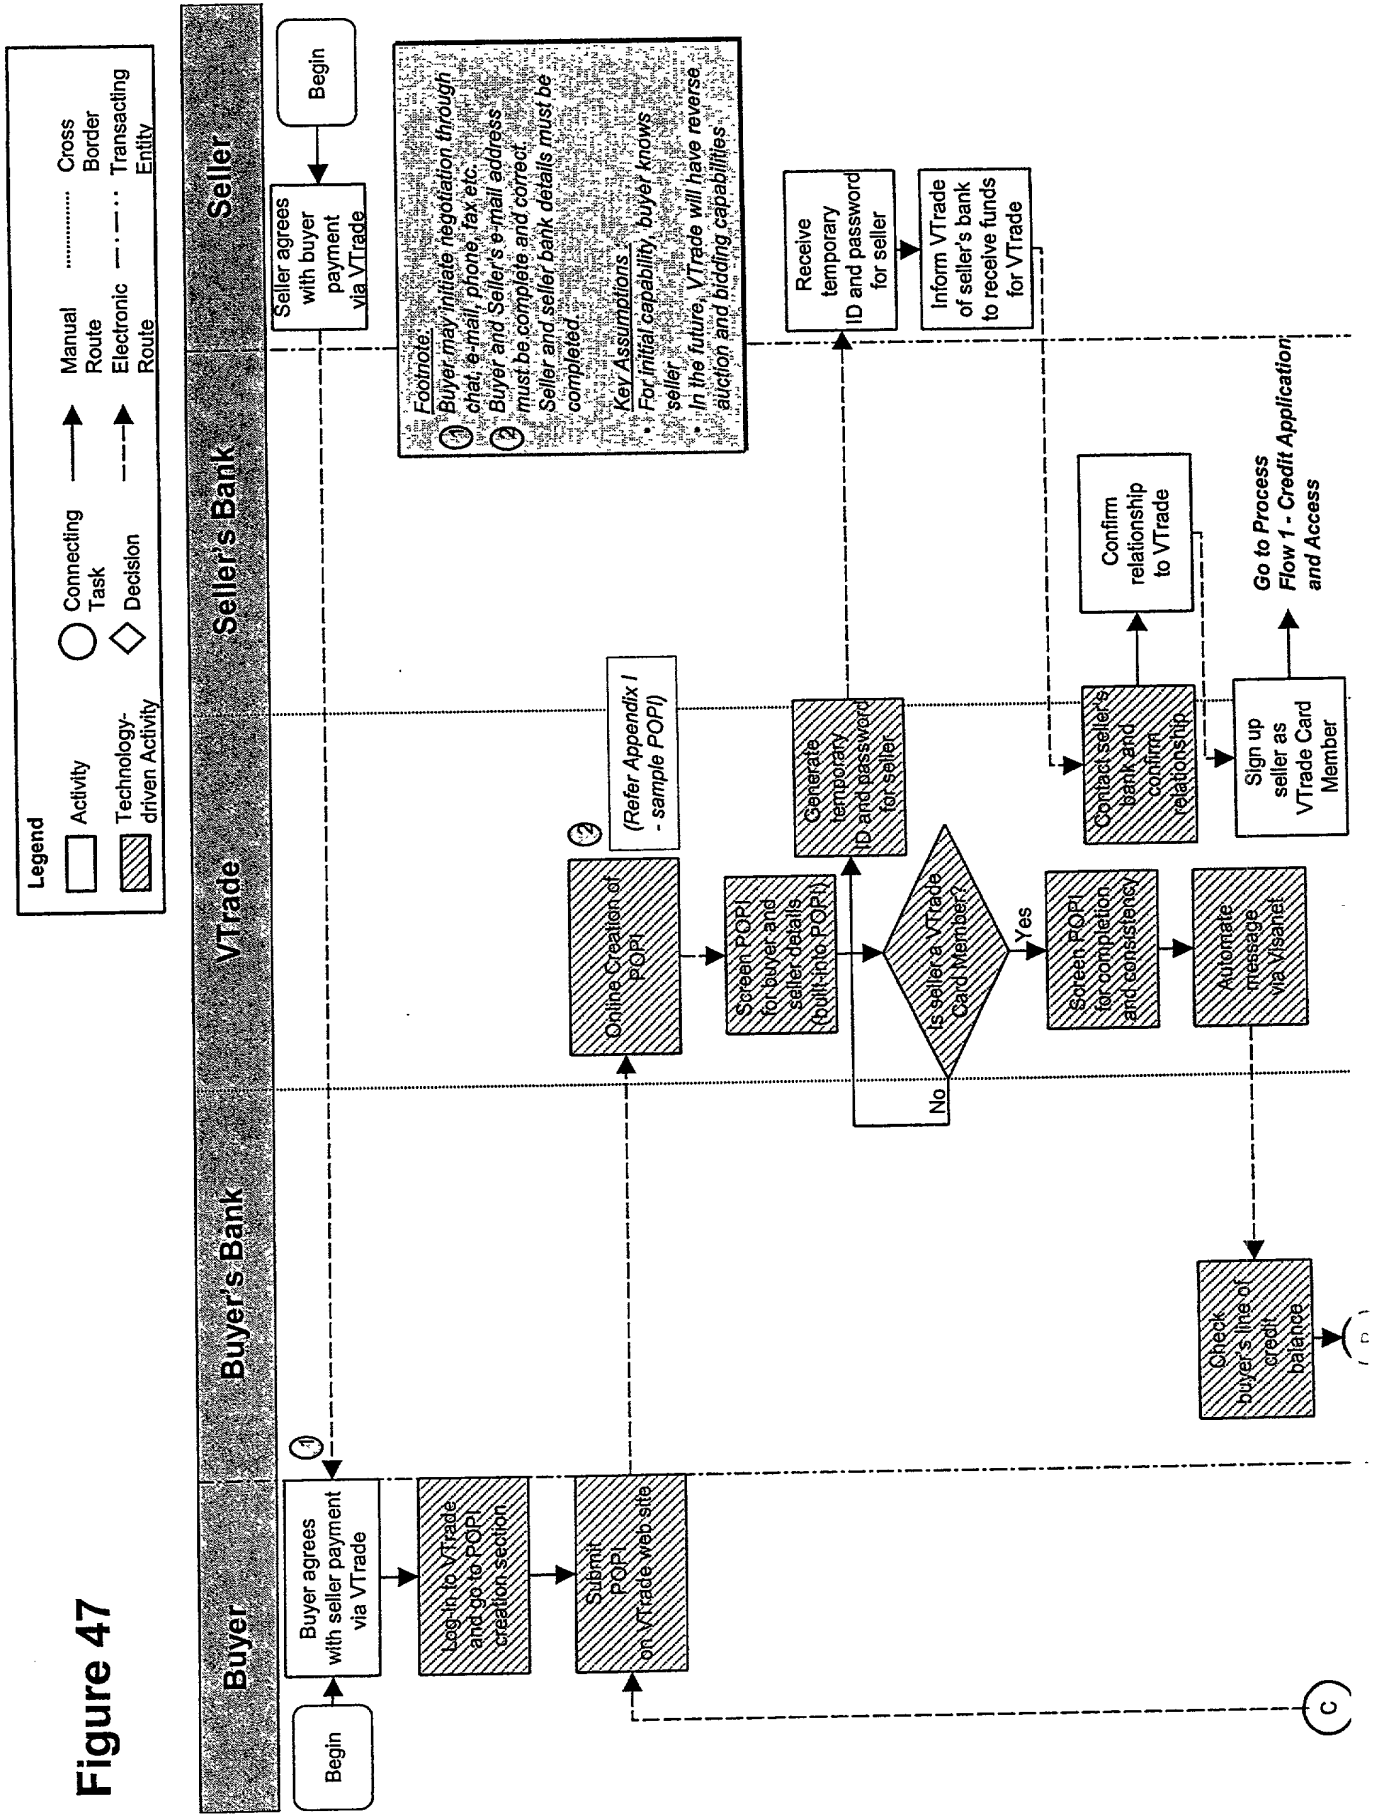 Figure 47
Legend
Activity
Technology-
driven Activity
Connecting
Task
Decision
Manual
Route
Electronic
Route
Cross
Border
Transacting
Entity
Buyer
Buyer's Bank
VTrade
Seller's Bank
Seller
Begin
Buyer agrees
with seller payment
via VTrade
1
Seller agrees
with buyer
payment
via VTrade
Begin
Log-in to VTrade
and go to POPI
creation section
Submit
POPI
on VTrade web site
Online Creation of
POPI
2
(Refer Appendix I
- sample POPI)
Footnote:
1 Buyer may initiate negotiation through
chat, e-mail, phone, fax etc.
2 Buyer and Seller's e-mail address
must be complete and correct.
Seller and seller bank details must be
completed.
Key Assumptions :
• For initial capability, buyer knows
seller
• In the future, VTrade will have reverse
auction and bidding capabilities
Screen POPI
for buyer and
seller details
(built-into POPI)
Generate
temporary
ID and password
for seller
Receive
temporary
ID and password
for seller
Is seller a VTrade
Card Member?
No
Yes
Inform VTrade
of seller's bank
to receive funds
for VTrade
Screen POPI
for completion
and consistency
Contact seller's
bank and
confirm
relationship
Confirm
relationship
to VTrade
Automate
message
via Visanet
Sign up
seller as
VTrade Card
Member
Go to Process
Flow 1 - Credit Application
and Access
Check
buyer's line of
credit
balance
C